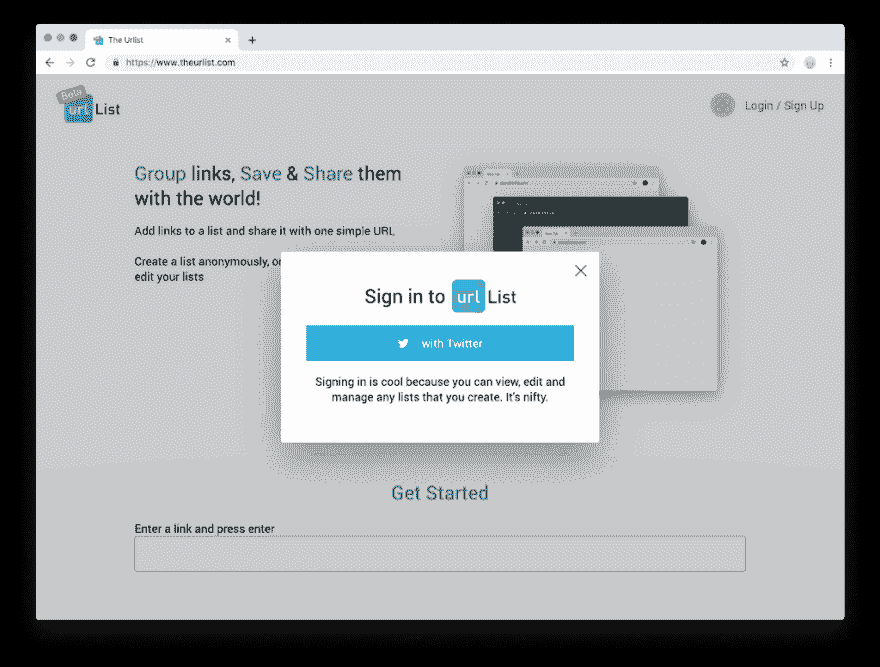 The Urlist
https://www.theurlist.com
Beta
url List
Login / Sign Up
Group links, Save & Share them
with the world!
Add links to a list and share it with one simple URL
Create a list anonymously, or
edit your lists
Sign in to url List
with Twitter
Signing in is cool because you can view, edit and
manage any lists that you create. It's nifty.
Get Started
Enter a link and press enter